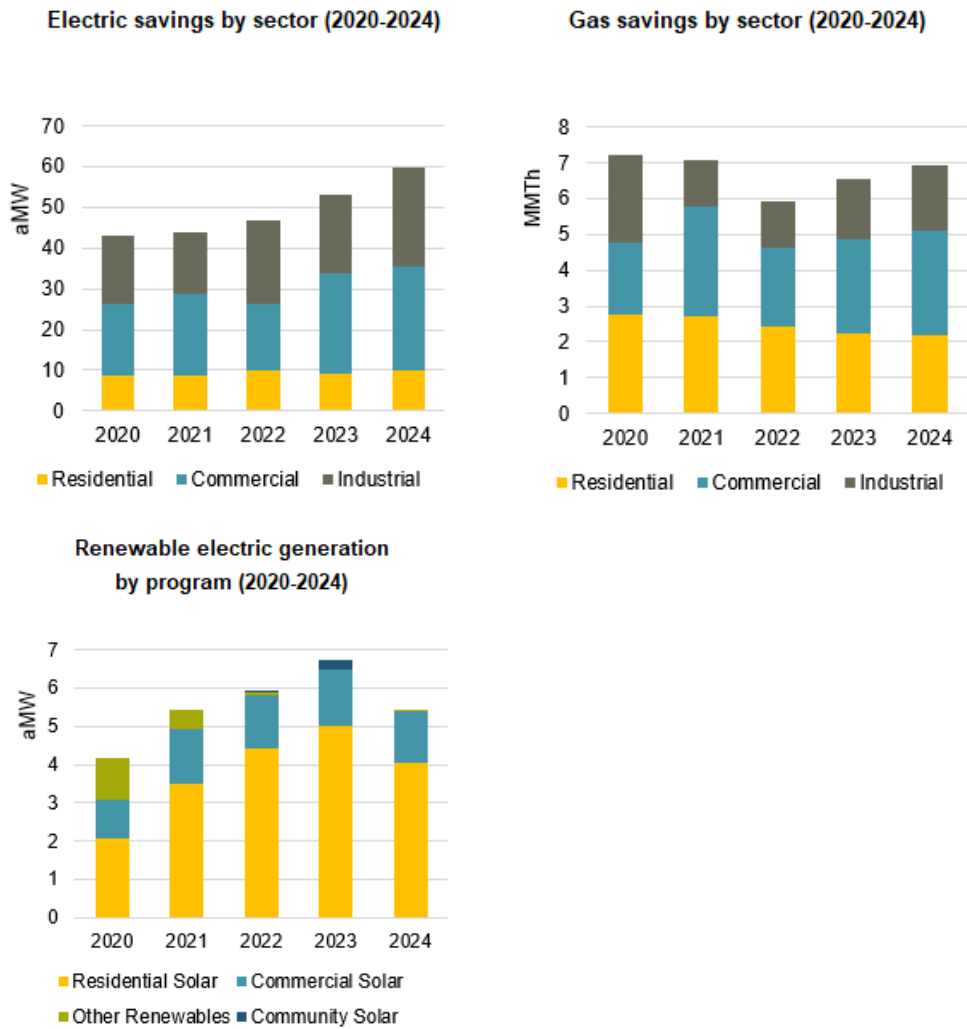 Electric savings by sector (2020-2024)
70
60
50
40
30
20
10
0
aMW
2020 2021 2022 2023 2024
Residential Commercial Industrial
Gas savings by sector (2020-2024)
8
7
6
5
4
3
2
1
0
MMTh
2020 2021 2022 2023 2024
Residential Commercial Industrial
Renewable electric generation
by program (2020-2024)
7
6
5
4
3
2
1
0
aMW
2020 2021 2022 2023 2024
Residential Solar Commercial Solar
Other Renewables Community Solar